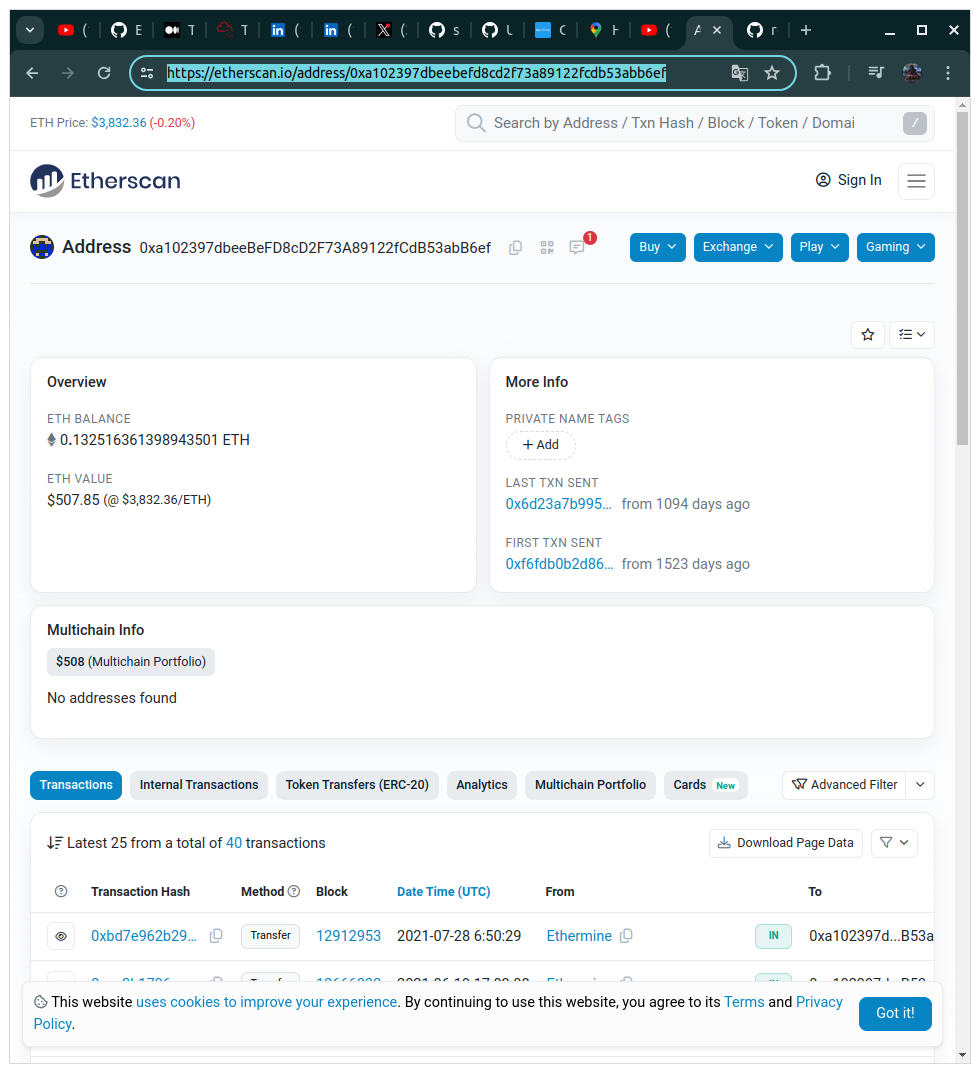 https://etherscan.io/address/0xa102397dbeebefd8cd2f73a89122fcdb53abb6ef
ETH Price: $3,832.36 (-0.20%)
Search by Address / Txn Hash / Block / Token / Domai
/
Etherscan
Sign In
Address 0xa102397dbeeBeFD8cD2F73A89122fCdB53abB6ef
1
Buy
Exchange
Play
Gaming
Overview
ETH BALANCE
0.132516361398943501 ETH
ETH VALUE
$507.85 (@ $3,832.36/ETH)
More Info
PRIVATE NAME TAGS
+ Add
LAST TXN SENT
0x6d23a7b995... from 1094 days ago
FIRST TXN SENT
0xf6fdb0b2d86... from 1523 days ago
Multichain Info
$508 (Multichain Portfolio)
No addresses found
Transactions
Internal Transactions
Token Transfers (ERC-20)
Analytics
Multichain Portfolio
Cards New
Advanced Filter
Latest 25 from a total of 40 transactions
Download Page Data
Transaction Hash Method Block Date Time (UTC) From To
0xbd7e962b29... Transfer 12912953 2021-07-28 6:50:29 Ethermine IN 0xa102397d...B53a
This website uses cookies to improve your experience. By continuing to use this website, you agree to its Terms and Privacy
Policy.
Got it!